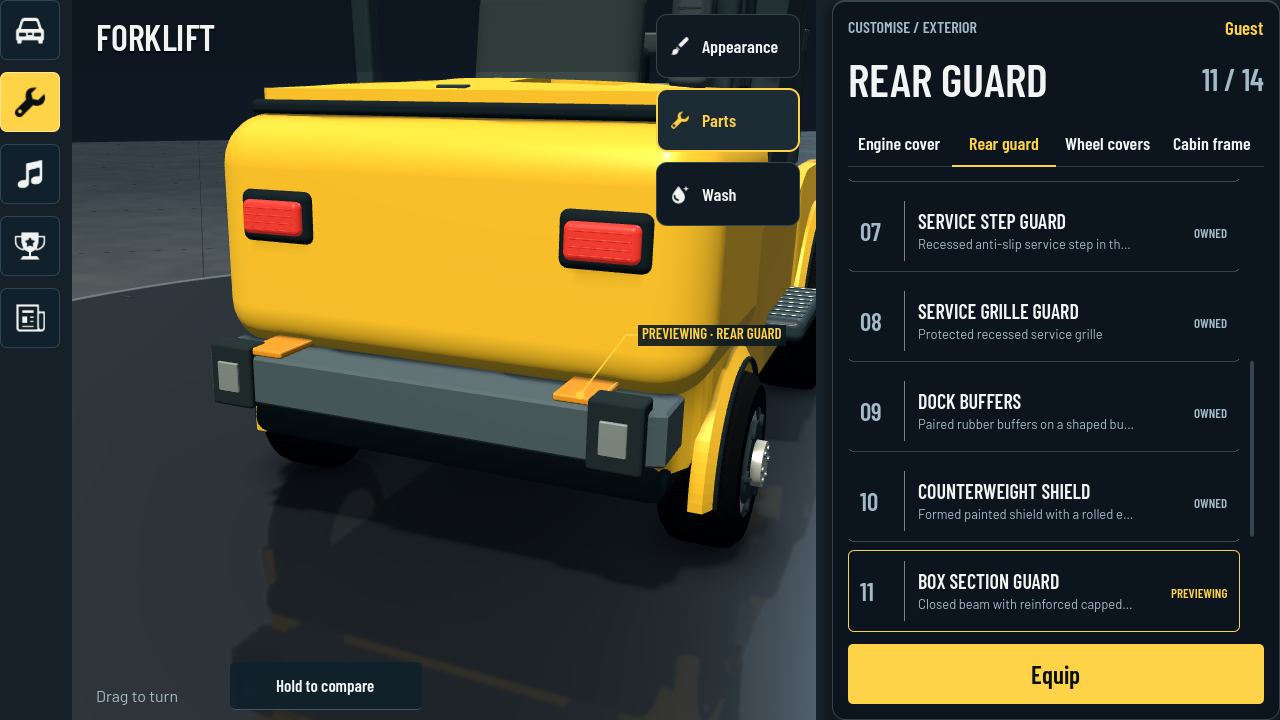 FORKLIFT
Appearance
Parts
Wash
PREVIEWING · REAR GUARD
Drag to turn
Hold to compare
CUSTOMISE / EXTERIOR
Guest
REAR GUARD
11 / 14
Engine cover
Rear guard
Wheel covers
Cabin frame
07
SERVICE STEP GUARD
Recessed anti-slip service step in th...
OWNED
08
SERVICE GRILLE GUARD
Protected recessed service grille
OWNED
09
DOCK BUFFERS
Paired rubber buffers on a shaped bu...
OWNED
10
COUNTERWEIGHT SHIELD
Formed painted shield with a rolled e...
OWNED
11
BOX SECTION GUARD
Closed beam with reinforced capped...
PREVIEWING
Equip